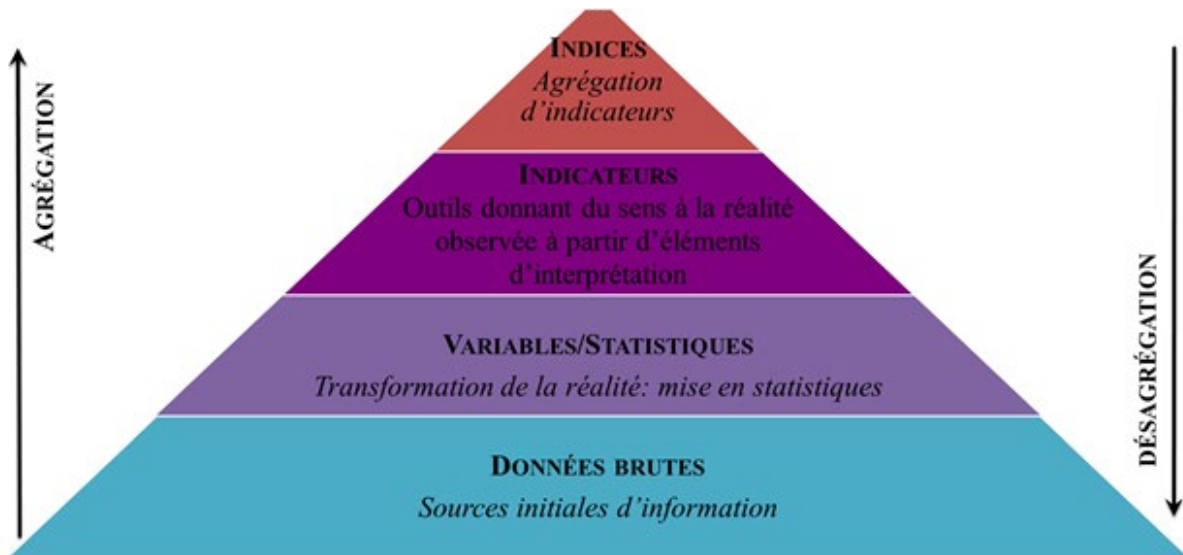 INDICES
Agrégation
d'indicateurs
INDICATEURS
Outils donnant du sens à la réalité
observée à partir d'éléments
d'interprétation
VARIABLES/STATISTIQUES
Transformation de la réalité: mise en statistiques
DONNÉES BRUTES
Sources initiales d'information
AGRÉGATION
DÉSAGRÉGATION